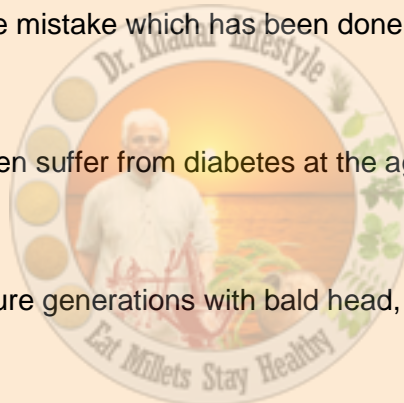 e mistake which has been done
Dr. Khadar Lifestyle
en suffer from diabetes at the a
ure generations with bald head,
Eat Millets Stay Healthy